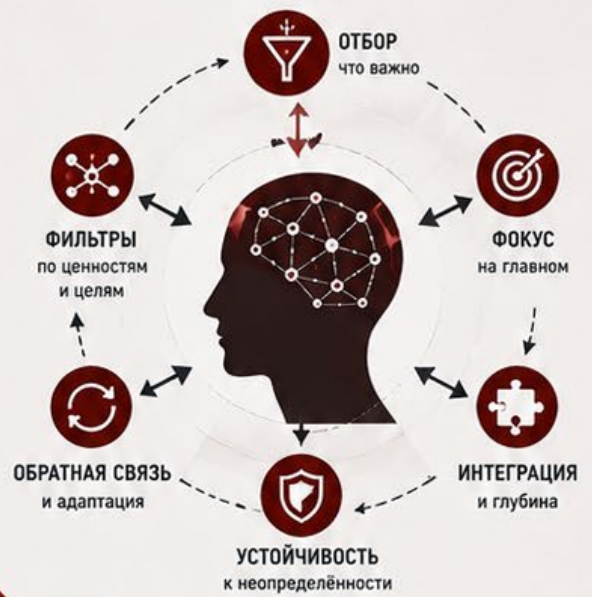 ОТБОР
что важно
ФОКУС
на главном
ИНТЕГРАЦИЯ
и глубина
УСТОЙЧИВОСТЬ
к неопределённости
ОБРАТНАЯ СВЯЗЬ
и адаптация
ФИЛЬТРЫ
по ценностям
и целям